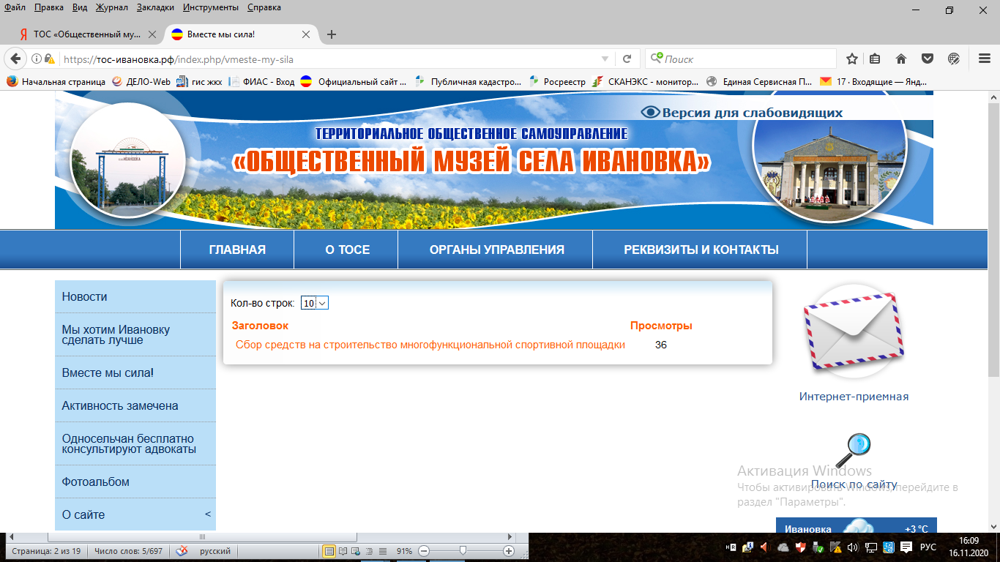 Файл Правка Вид Журнал Закладки Инструменты Справка
ТОС «Общественный му...
Вместе мы сила!
https://тос-ивановка.рф/index.php/vmeste-my-sila
Поиск
Начальная страница
ДЕЛО-Web
гис жкх
ФИАС - Вход
Официальный сайт ...
Публичная кадастро...
Росреестр
СКАНЭКС - монитор...
Единая Сервисная П...
17 · Входящие — Янд...
Версия для слабовидящих
ТЕРРИТОРИАЛЬНОЕ ОБЩЕСТВЕННОЕ САМОУПРАВЛЕНИЕ
«ОБЩЕСТВЕННЫЙ МУЗЕЙ СЕЛА ИВАНОВКА»
ГЛАВНАЯ
О ТОСЕ
ОРГАНЫ УПРАВЛЕНИЯ
РЕКВИЗИТЫ И КОНТАКТЫ
Новости
Мы хотим Ивановку
сделать лучше
Вместе мы сила!
Активность замечена
Односельчан бесплатно
консультируют адвокаты
Фотоальбом
О сайте <
Кол-во строк: 10
Заголовок Просмотры
Сбор средств на строительство многофункциональной спортивной площадки 36
Интернет-приемная
Поиск по сайту
Активация Windows
Чтобы активировать Windows, перейдите в
раздел "Параметры".
Ивановка +3 °C
Страница: 2 из 19
Число слов: 5/697
русский
91%
РУС
16:09
16.11.2020